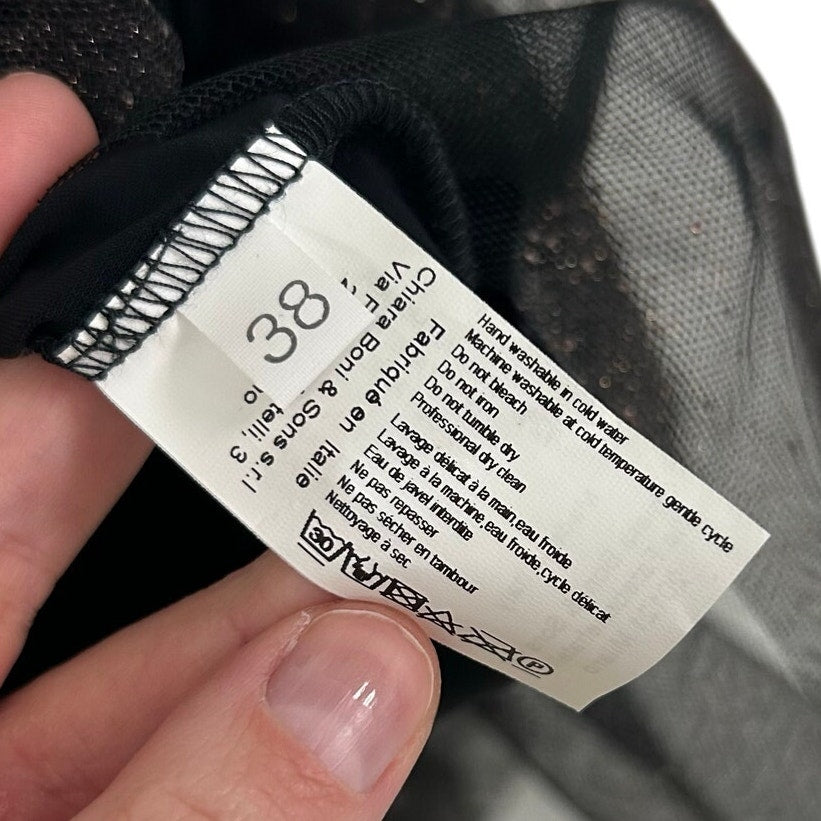 38
Chiara Boni & Sons s.r.l
Via F
telli, 3
Fabriqué en Italie
Hand washable in cold water
Machine washable at cold temperature gentle cycle
Do not bleach
Do not iron
Do not tumble dry
Professional dry clean
Lavage délicat à la main, eau froide
Lavage à la machine, eau froide, cycle délicat
Eau de javel interdite
Ne pas repasser
Ne pas sécher en tambour
Nettoyage à sec
30
P